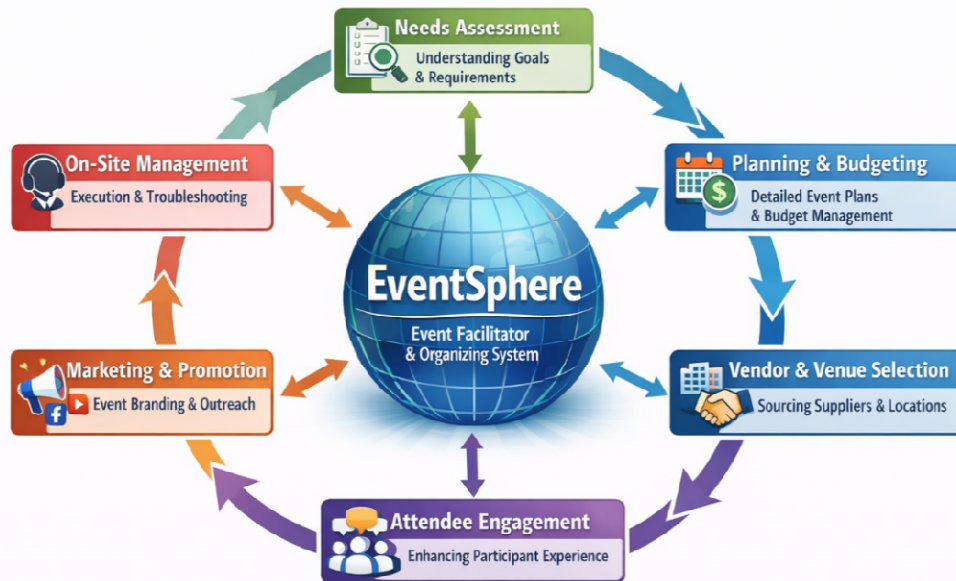 Needs Assessment
Understanding Goals
& Requirements
On-Site Management
Execution & Troubleshooting
Planning & Budgeting
Detailed Event Plans
& Budget Management
$
EventSphere
Event Facilitator
& Organizing System
Marketing & Promotion
Event Branding & Outreach
f
Vendor & Venue Selection
Sourcing Suppliers & Locations
Attendee Engagement
Enhancing Participant Experience